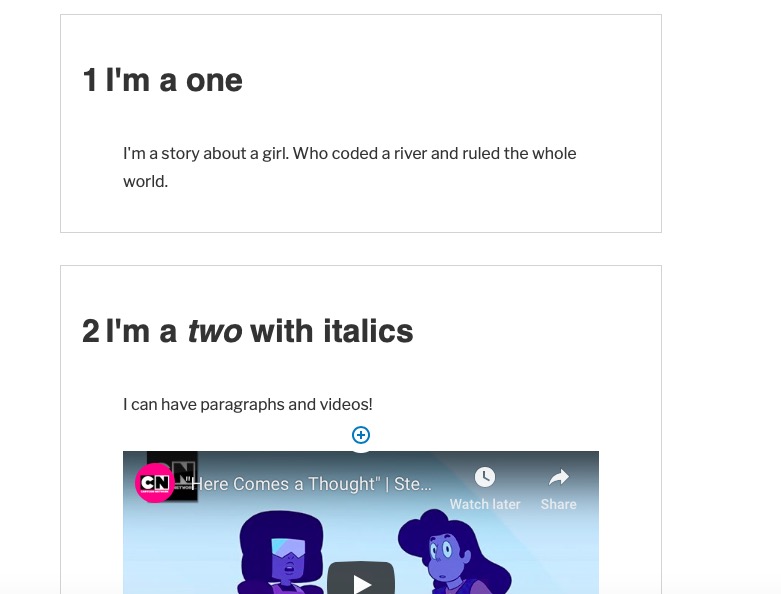 1 I'm a one
I'm a story about a girl. Who coded a river and ruled the whole
world.
2 I'm a two with italics
I can have paragraphs and videos!
CN
"Here Comes a Thought" | Ste...
Watch later
Share